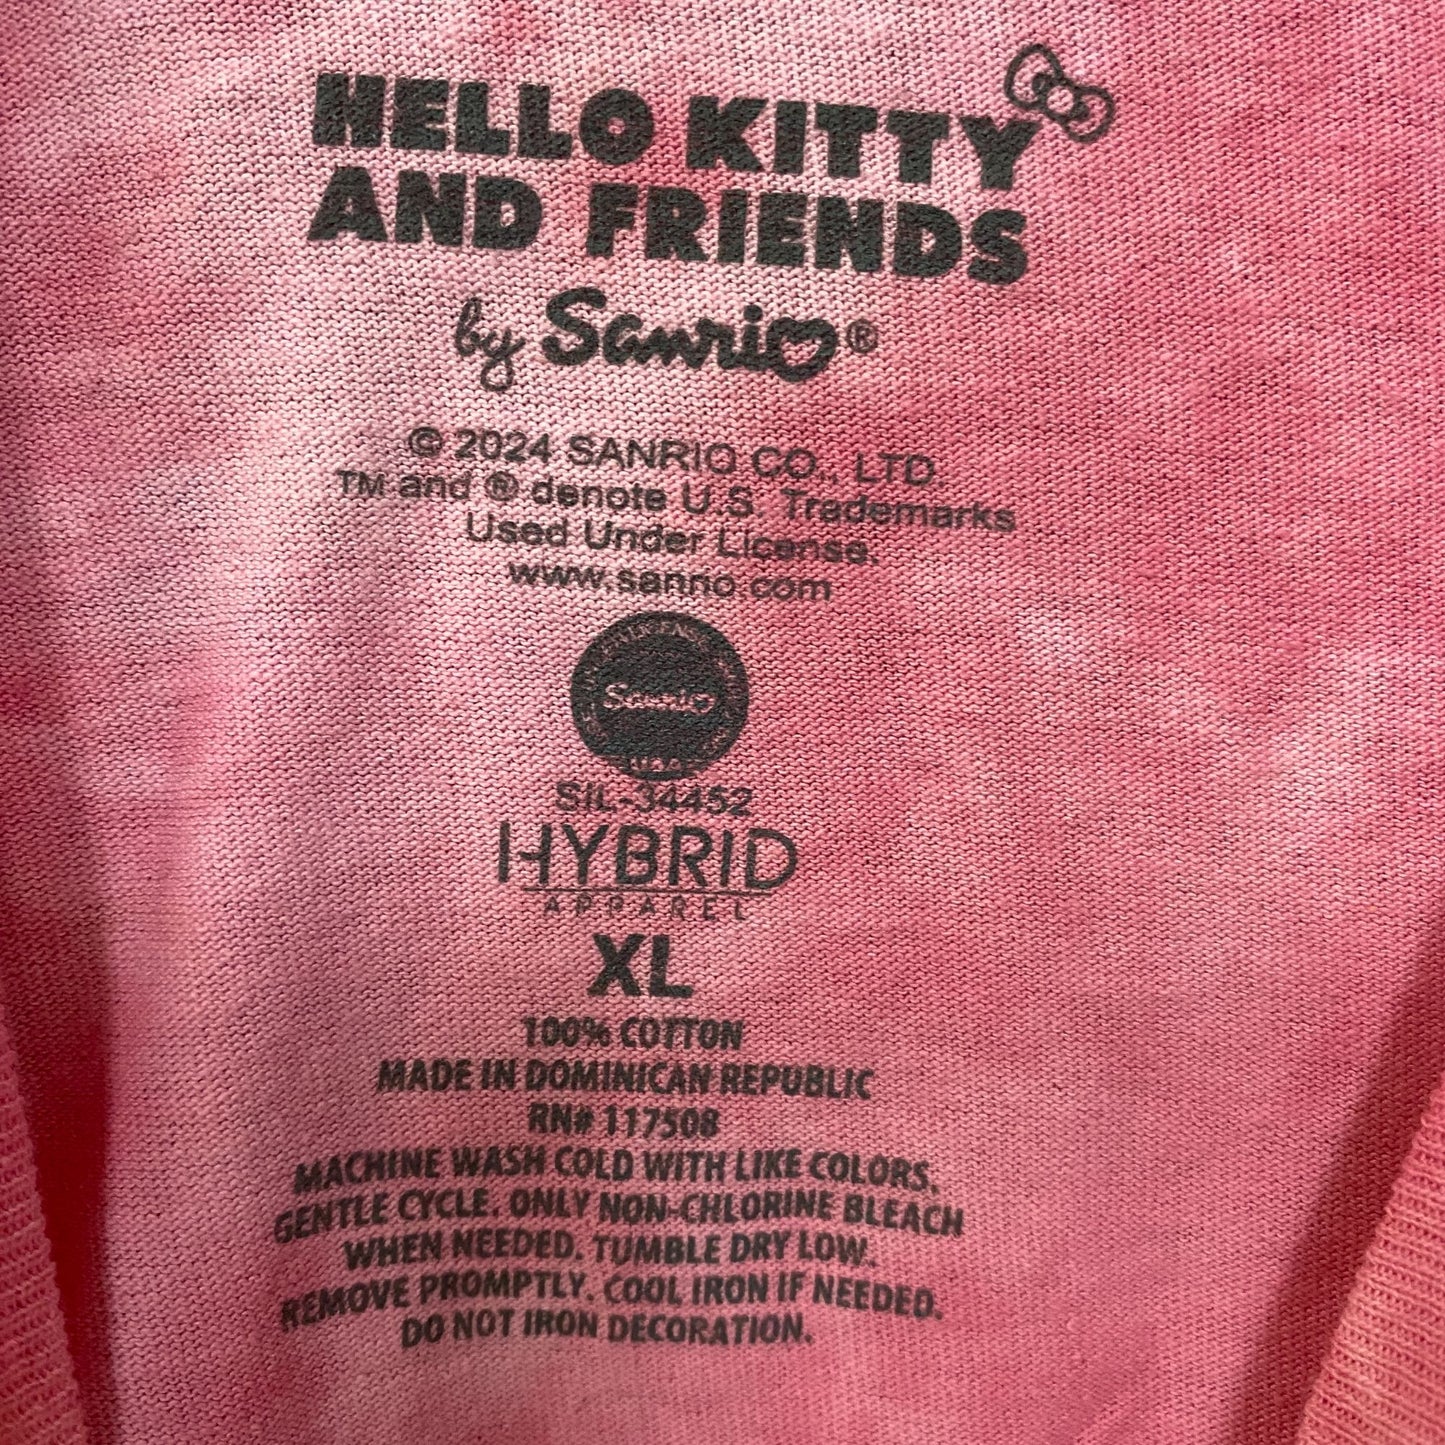 HELLO KITTY
AND FRIENDS
by Sanrio®
© 2024 SANRIO CO., LTD.
TM and ® denote U.S. Trademarks
Used Under License.
www.sanrio.com
Sanrio
SIL-34452
HYBRID
APPAREL
XL
100% COTTON
MADE IN DOMINICAN REPUBLIC
RN# 117508
MACHINE WASH COLD WITH LIKE COLORS.
GENTLE CYCLE. ONLY NON-CHLORINE BLEACH
WHEN NEEDED. TUMBLE DRY LOW.
REMOVE PROMPTLY. COOL IRON IF NEEDED.
DO NOT IRON DECORATION.